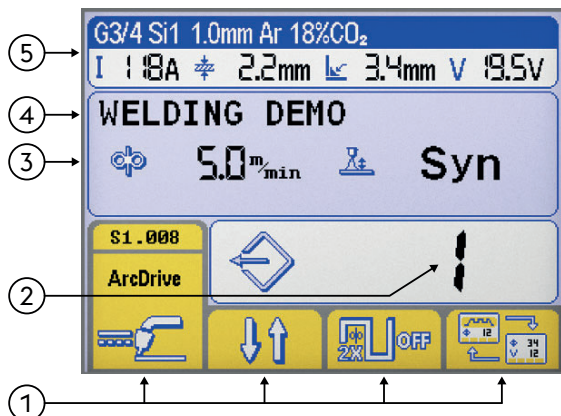 G3/4 Si1 1.0mm Ar 18%CO₂
I 118A 2.2mm 3.4mm V 19.5V
WELDING DEMO
5.0 m/min Syn
S1.008
ArcDrive
1
2X OFF
12
34
V 12
5
4
3
2
1